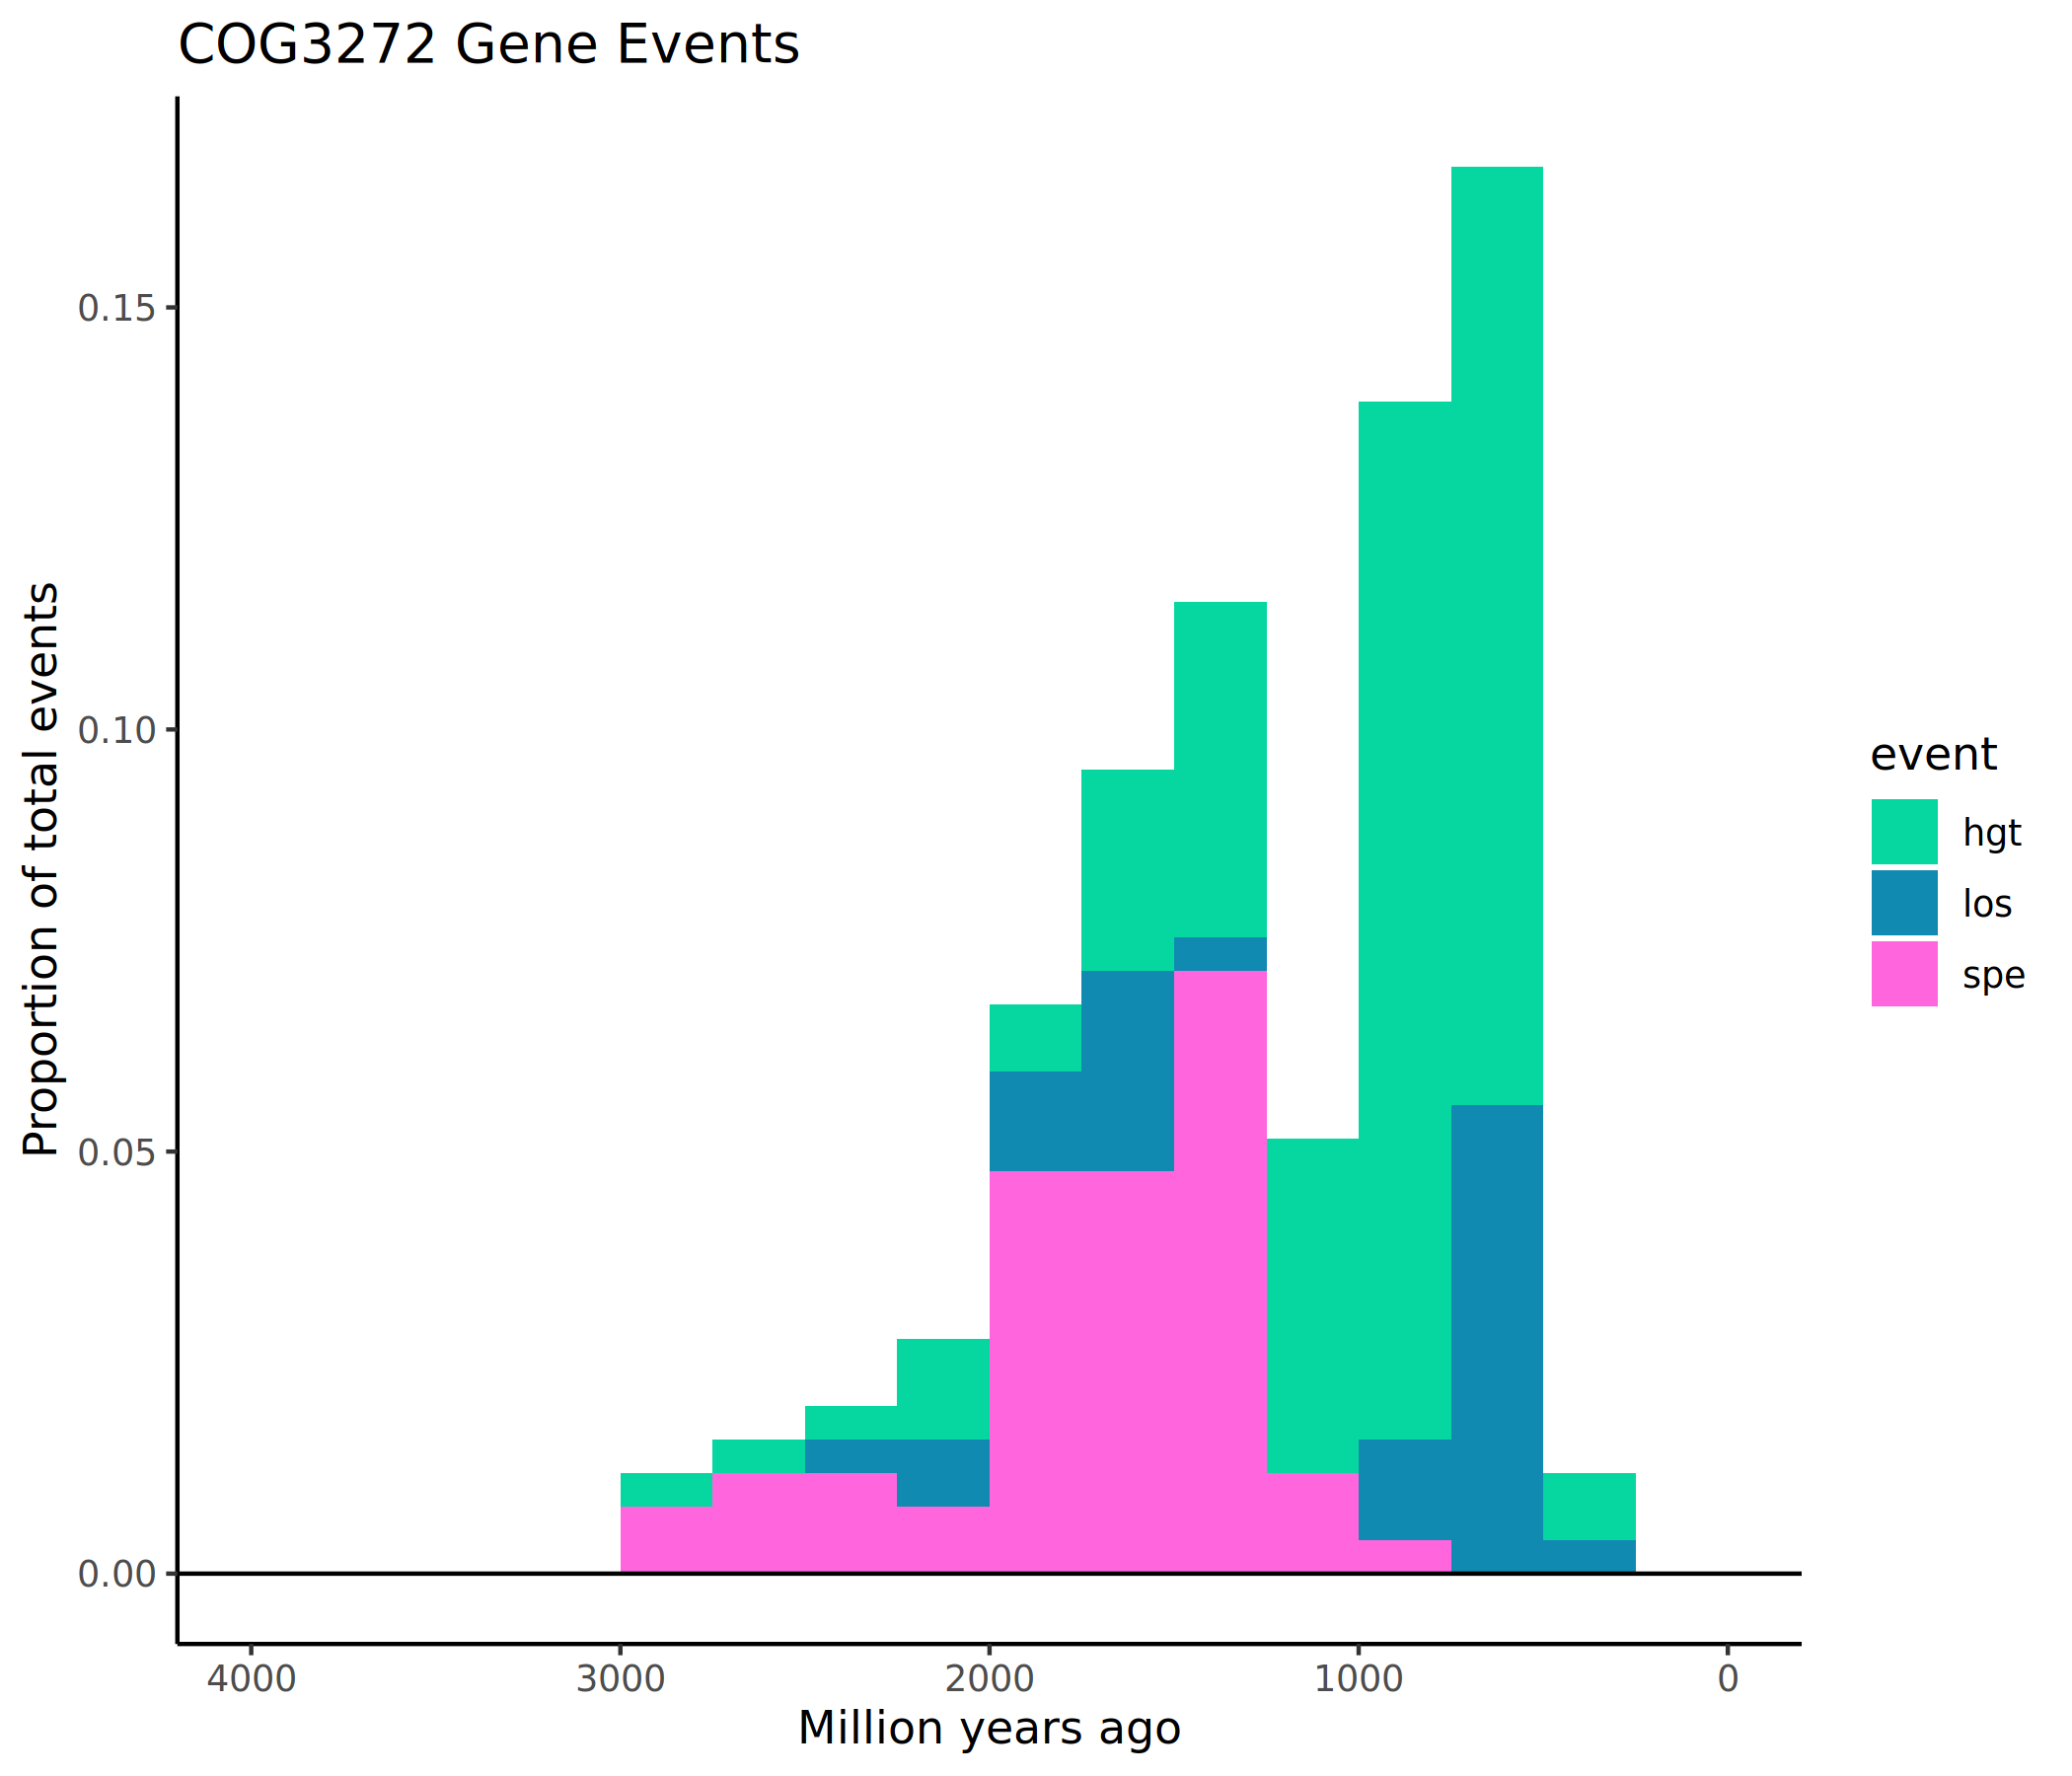 COG3272 Gene Events
Proportion of total events
0.15
0.10
0.05
0.00
4000 3000 2000 1000 0
Million years ago
event
hgt
los
spe